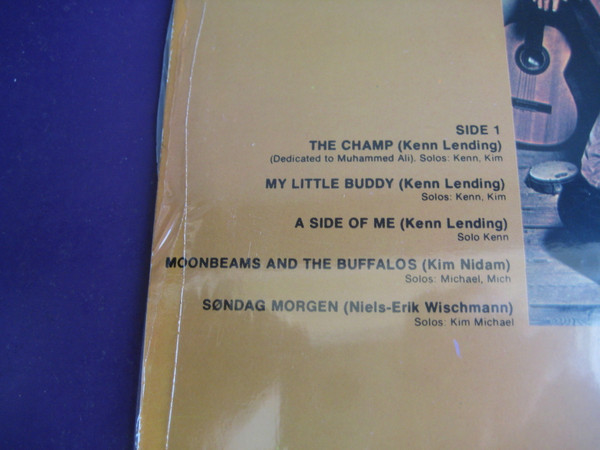 SIDE 1
THE CHAMP (Kenn Lending)
(Dedicated to Muhammed Ali). Solos: Kenn, Kim
MY LITTLE BUDDY (Kenn Lending)
Solos: Kenn, Kim
A SIDE OF ME (Kenn Lending)
Solo Kenn
MOONBEAMS AND THE BUFFALOS (Kim Nidam)
Solos: Michael, Mich
SØNDAG MORGEN (Niels-Erik Wischmann)
Solos: Kim Michael